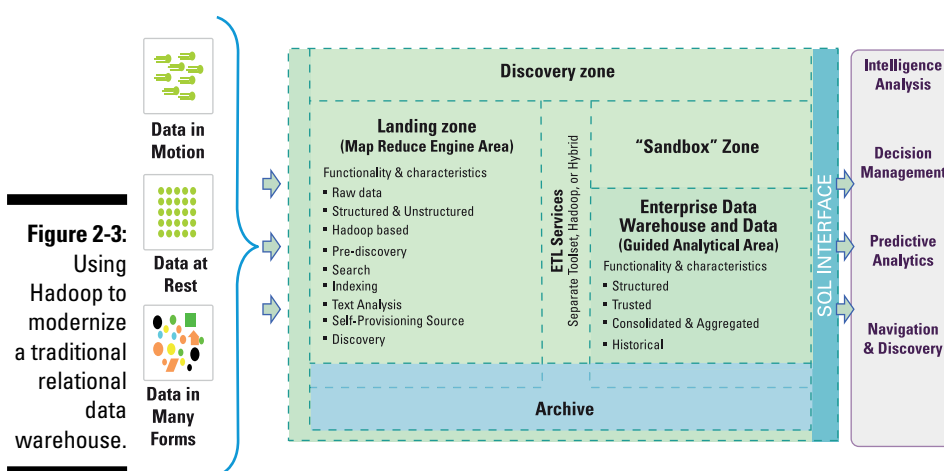 Figure 2-3:
Using
Hadoop to
modernize
a traditional
relational
data
warehouse.
Data in
Motion
Data at
Rest
Data in
Many
Forms
Discovery zone
Landing zone
(Map Reduce Engine Area)
Functionality & characteristics
▪ Raw data
▪ Structured & Unstructured
▪ Hadoop based
▪ Pre-discovery
▪ Search
▪ Indexing
▪ Text Analysis
▪ Self-Provisioning Source
▪ Discovery
ETL Services
Separate Toolset, Hadoop, or Hybrid
"Sandbox" Zone
Enterprise Data
Warehouse and Data
(Guided Analytical Area)
Functionality & characteristics
▪ Structured
▪ Trusted
▪ Consolidated & Aggregated
▪ Historical
Archive
SQL INTERFACE
Intelligence
Analysis
Decision
Management
Predictive
Analytics
Navigation
& Discovery